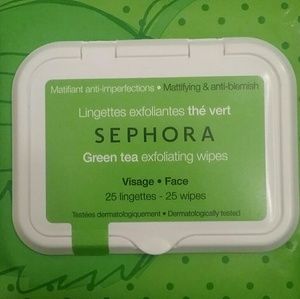 Matifiant anti-imperfections • Mattifying & anti-blemish
Lingettes exfoliantes thé vert
SEPHORA
Green tea exfoliating wipes
Visage • Face
25 lingettes - 25 wipes
Testées dermatologiquement • Dermatologically tested